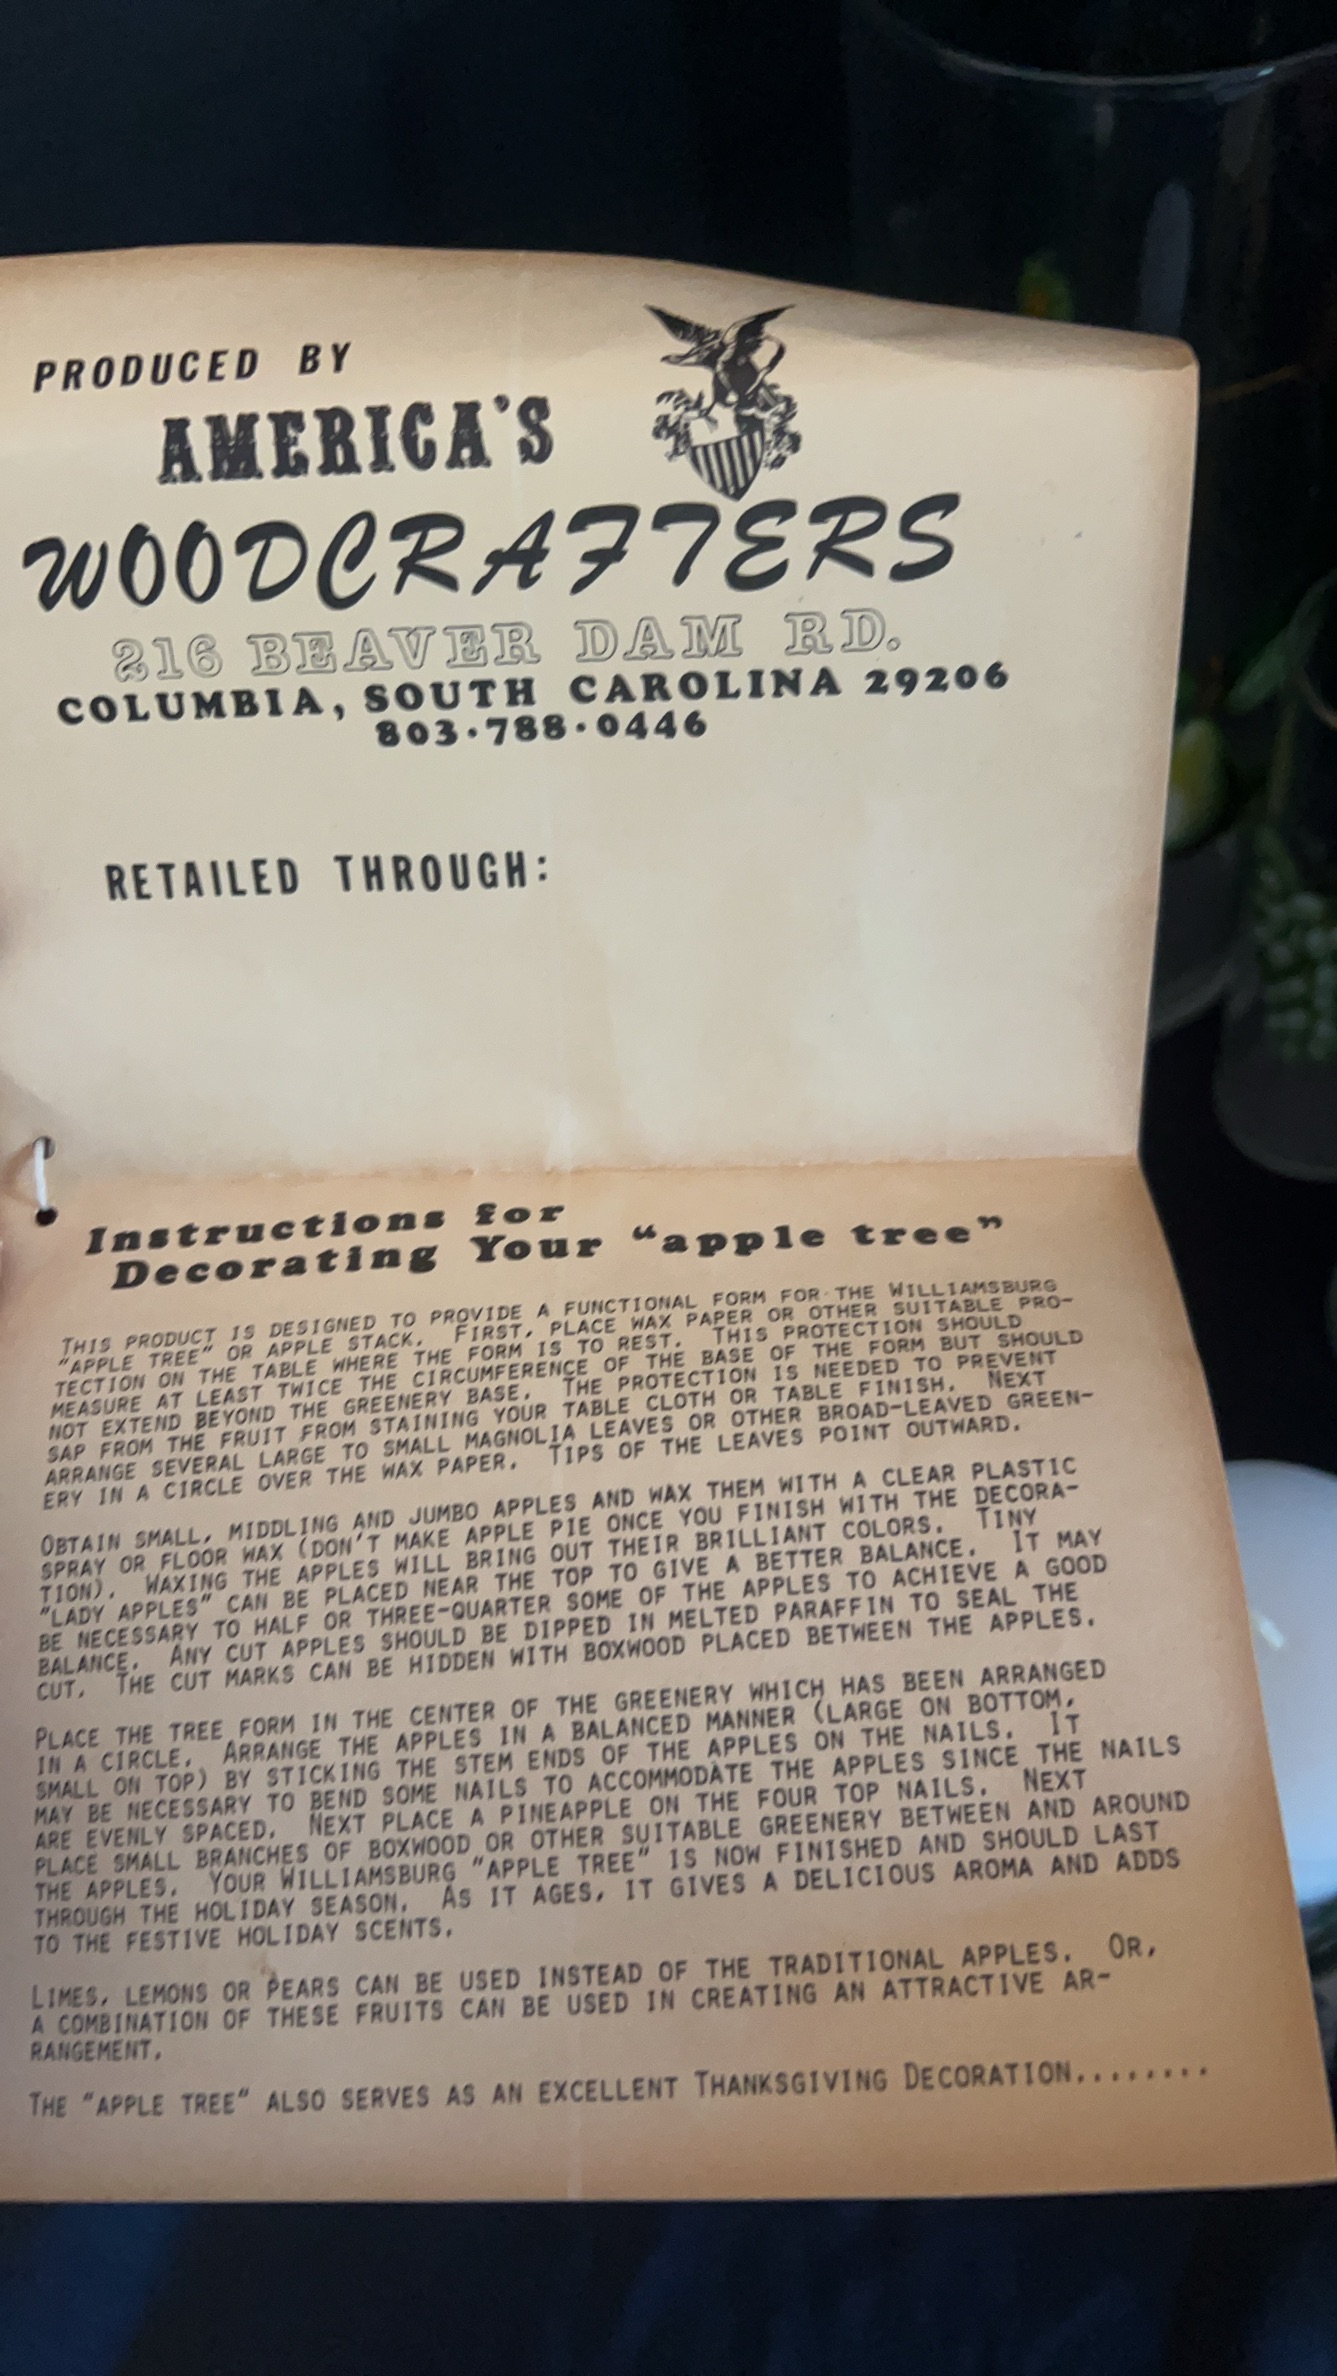 PRODUCED BY
AMERICA'S
WOODCRAFTERS
216 BEAVER DAM RD.
COLUMBIA, SOUTH CAROLINA 29206
803·788·0446
RETAILED THROUGH:
Instructions for
Decorating Your "apple tree"
THIS PRODUCT IS DESIGNED TO PROVIDE A FUNCTIONAL FORM FOR THE WILLIAMSBURG
"APPLE TREE" OR APPLE STACK. FIRST, PLACE WAX PAPER OR OTHER SUITABLE PRO-
TECTION ON THE TABLE WHERE THE FORM IS TO REST. THIS PROTECTION SHOULD
MEASURE AT LEAST TWICE THE CIRCUMFERENCE OF THE BASE OF THE FORM BUT SHOULD
NOT EXTEND BEYOND THE GREENERY BASE. THE PROTECTION IS NEEDED TO PREVENT
SAP FROM THE FRUIT FROM STAINING YOUR TABLE CLOTH OR TABLE FINISH. NEXT
ARRANGE SEVERAL LARGE TO SMALL MAGNOLIA LEAVES OR OTHER BROAD-LEAVED GREEN-
ERY IN A CIRCLE OVER THE WAX PAPER. TIPS OF THE LEAVES POINT OUTWARD.
OBTAIN SMALL, MIDDLING AND JUMBO APPLES AND WAX THEM WITH A CLEAR PLASTIC
SPRAY OR FLOOR WAX (DON'T MAKE APPLE PIE ONCE YOU FINISH WITH THE DECORA-
TION). WAXING THE APPLES WILL BRING OUT THEIR BRILLIANT COLORS. TINY
"LADY APPLES" CAN BE PLACED NEAR THE TOP TO GIVE A BETTER BALANCE. IT MAY
BE NECESSARY TO HALF OR THREE-QUARTER SOME OF THE APPLES TO ACHIEVE A GOOD
BALANCE. ANY CUT APPLES SHOULD BE DIPPED IN MELTED PARAFFIN TO SEAL THE
CUT. THE CUT MARKS CAN BE HIDDEN WITH BOXWOOD PLACED BETWEEN THE APPLES.
PLACE THE TREE FORM IN THE CENTER OF THE GREENERY WHICH HAS BEEN ARRANGED
IN A CIRCLE. ARRANGE THE APPLES IN A BALANCED MANNER (LARGE ON BOTTOM,
SMALL ON TOP) BY STICKING THE STEM ENDS OF THE APPLES ON THE NAILS. IT
MAY BE NECESSARY TO BEND SOME NAILS TO ACCOMMODATE THE APPLES SINCE THE NAILS
ARE EVENLY SPACED. NEXT PLACE A PINEAPPLE ON THE FOUR TOP NAILS. NEXT
PLACE SMALL BRANCHES OF BOXWOOD OR OTHER SUITABLE GREENERY BETWEEN AND AROUND
THE APPLES. YOUR WILLIAMSBURG "APPLE TREE" IS NOW FINISHED AND SHOULD LAST
THROUGH THE HOLIDAY SEASON. AS IT AGES, IT GIVES A DELICIOUS AROMA AND ADDS
TO THE FESTIVE HOLIDAY SCENTS.
LIMES, LEMONS OR PEARS CAN BE USED INSTEAD OF THE TRADITIONAL APPLES. OR,
A COMBINATION OF THESE FRUITS CAN BE USED IN CREATING AN ATTRACTIVE AR-
RANGEMENT.
THE "APPLE TREE" ALSO SERVES AS AN EXCELLENT THANKSGIVING DECORATION........